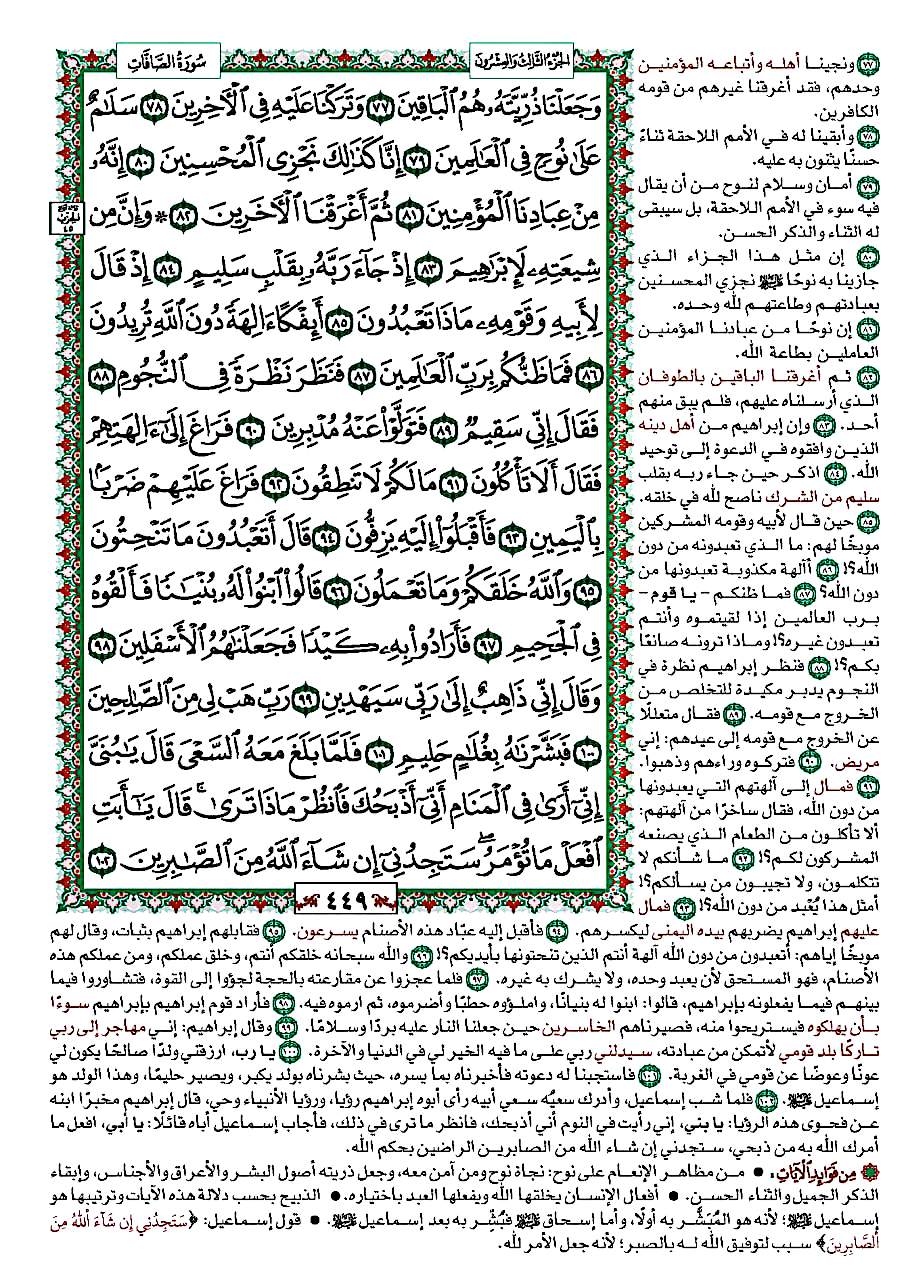 سُورَةُ الصَّافَّاتِ
الجُزْءُ الثَّالِثُ وَالعِشْرُونَ
وَجَعَلْنَا ذُرِّيَّتَهُۥ هُمُ ٱلْبَاقِينَ ٧٧ وَتَرَكْنَا عَلَيْهِ فِي ٱلْأٓخِرِينَ ٧٨ سَلَٰمٌ
عَلَىٰ نُوحٖ فِي ٱلْعَٰلَمِينَ ٧٩ إِنَّا كَذَٰلِكَ نَجْزِي ٱلْمُحْسِنِينَ ٨٠ إِنَّهُۥ
مِنْ عِبَادِنَا ٱلْمُؤْمِنِينَ ٨١ ثُمَّ أَغْرَقْنَا ٱلْأٓخَرِينَ ٨٢ ۞ وَإِنَّ مِن
شِيعَتِهِۦ لَإِبْرَٰهِيمَ ٨٣ إِذْ جَآءَ رَبَّهُۥ بِقَلْبٖ سَلِيمٍ ٨٤ إِذْ قَالَ
لِأَبِيهِ وَقَوْمِهِۦ مَاذَا تَعْبُدُونَ ٨٥ أَئِفْكًا ءَالِهَةٗ دُونَ ٱللَّهِ تُرِيدُونَ
٨٦ فَمَا ظَنُّكُم بِرَبِّ ٱلْعَٰلَمِينَ ٨٧ فَنَظَرَ نَظْرَةٗ فِي ٱلنُّجُومِ ٨٨
فَقَالَ إِنِّي سَقِيمٞ ٨٩ فَتَوَلَّوْا۟ عَنْهُ مُدْبِرِينَ ٩٠ فَرَاغَ إِلَىٰٓ ءَالِهَتِهِمْ
فَقَالَ أَلَا تَأْكُلُونَ ٩١ مَا لَكُمْ لَا تَنطِقُونَ ٩٢ فَرَاغَ عَلَيْهِمْ ضَرْبَۢا
بِٱلْيَمِينِ ٩٣ فَأَقْبَلُوٓا۟ إِلَيْهِ يَزِفُّونَ ٩٤ قَالَ أَتَعْبُدُونَ مَا تَنْحِتُونَ
٩٥ وَٱللَّهُ خَلَقَكُمْ وَمَا تَعْمَلُونَ ٩٦ قَالُوا۟ ٱبْنُوا۟ لَهُۥ بُنْيَٰنٗا فَأَلْقُوهُ
فِي ٱلْجَحِيمِ ٩٧ فَأَرَادُوا۟ بِهِۦ كَيْدٗا فَجَعَلْنَٰهُمُ ٱلْأَسْفَلِينَ ٩٨
وَقَالَ إِنِّي ذَاهِبٌ إِلَىٰ رَبِّي سَيَهْدِينِ ٩٩ رَبِّ هَبْ لِي مِنَ ٱلصَّٰلِحِينَ
١٠٠ فَبَشَّرْنَٰهُ بِغُلَٰمٍ حَلِيمٖ ١٠١ فَلَمَّا بَلَغَ مَعَهُ ٱلسَّعْيَ قَالَ يَٰبُنَيَّ
إِنِّيٓ أَرَىٰ فِي ٱلْمَنَامِ أَنِّيٓ أَذْبَحُكَ فَٱنظُرْ مَاذَا تَرَىٰ ۚ قَالَ يَٰٓأَبَتِ
ٱفْعَلْ مَا تُؤْمَرُ ۖ سَتَجِدُنِيٓ إِن شَآءَ ٱللَّهُ مِنَ ٱلصَّٰبِرِينَ ١٠٢
٤٤٩
٧٧ ونجينا أهله وأتباعه المؤمنين
وحدهم، فقد أغرقنا غيرهم من قومه
الكافرين.
٧٨ وأبقينا له في الأمم اللاحقة ثناءً
حسنًا يثنون به عليه.
٧٩ أمان وسلام لنوح من أن يقال
فيه سوء في الأمم اللاحقة، بل سيبقى
له الثناء والذكر الحسن.
٨٠ إن مثل هذا الجزاء الذي
جازينا به نوحًا ﷺ نجزي المحسنين
بعبادتهم وطاعتهم لله وحده.
٨١ إن نوحًا من عبادنا المؤمنين
العاملين بطاعة الله.
٨٢ ثم أغرقنا الباقين بالطوفان
الذي أرسلناه عليهم، فلم يبق منهم
أحد. ٨٣ وإن إبراهيم من أهل دينه
الذين وافقوه في الدعوة إلى توحيد
الله. ٨٤ اذكر حين جاء ربه بقلب
سليم من الشرك ناصح لله في خلقه.
٨٥ حين قال لأبيه وقومه المشركين
موبخًا لهم: ما الذي تعبدونه من دون
الله؟! ٨٦ أآلهة مكذوبة تعبدونها من
دون الله؟ ٨٧ فما ظنكم - يا قوم -
برب العالمين إذا لقيتموه وأنتم
تعبدون غيره؟! وماذا ترونه صانعًا
بكم؟! ٨٨ فنظر إبراهيم نظرة في
النجوم يدبر مكيدة للتخلص من
الخروج مع قومه. ٨٩ فقال متعللًا
عن الخروج مع قومه إلى عيدهم: إني
مريض. ٩٠ فتركوه وراءهم وذهبوا.
٩١ فمال إلى آلهتهم التي يعبدونها
من دون الله، فقال ساخرًا من آلهتهم:
ألا تأكلون من الطعام الذي يصنعه
المشركون لكم؟! ٩٢ ما شأنكم لا
تتكلمون، ولا تجيبون من يسألكم؟!
أمثل هذا يُعْبد من دون الله؟! ٩٣ فمال
عليهم إبراهيم يضربهم بيده اليمنى ليكسرهم. ٩٤ فأقبل إليه عبّاد هذه الأصنام يسرعون. ٩٥ فقابلهم إبراهيم بثبات، وقال لهم
موبخًا إياهم: أتعبدون من دون الله آلهة أنتم الذين تنحتونها بأيديكم؟! ٩٦ والله سبحانه خلقكم أنتم، وخلق عملكم، ومن عملكم هذه
الأصنام، فهو المستحق لأن يعبد وحده، ولا يشرك به غيره. ٩٧ فلما عجزوا عن مقارعته بالحجة لجؤوا إلى القوة، فتشاوروا فيما
بينهم فيما يفعلونه بإبراهيم، قالوا: ابنوا له بنيانًا، واملؤوه حطبًا وأضرموه، ثم ارموه فيه. ٩٨ فأراد قوم إبراهيم بإبراهيم سوءًا
بأن يهلكوه فيستريحوا منه، فصيرناهم الخاسرين حين جعلنا النار عليه بردًا وسلامًا. ٩٩ وقال إبراهيم: إني مهاجر إلى ربي
تاركًا بلد قومي لأتمكن من عبادته، سيدلني ربي على ما فيه الخير لي في الدنيا والآخرة. ١٠٠ يا رب، ارزقني ولدًا صالحًا يكون لي
عونًا وعوضًا عن قومي في الغربة. ١٠١ فاستجبنا له دعوته فأخبرناه بما يسره، حيث بشرناه بولد يكبر، ويصير حليمًا، وهذا الولد هو
إسماعيل ﷺ. ١٠٢ فلما شب إسماعيل، وأدرك سعيُه سعي أبيه رأى أبوه إبراهيم رؤيا، ورؤيا الأنبياء وحي، قال إبراهيم مخبرًا ابنه
عن فحوى هذه الرؤيا: يا بني، إني رأيت في النوم أني أذبحك، فانظر ما ترى في ذلك، فأجاب إسماعيل أباه قائلًا: يا أبي، افعل ما
أمرك الله به من ذبحي، ستجدني إن شاء الله من الصابرين الراضين بحكم الله.
مِن فَوَائِدِ الآيَاتِ: • من مظاهر الإنعام على نوح: نجاة نوح ومن آمن معه، وجعل ذريته أصول البشر والأعراق والأجناس، وإبقاء
الذكر الجميل والثناء الحسن. • أفعال الإنسان يخلقها الله ويفعلها العبد باختياره. • الذبيح بحسب دلالة هذه الآيات وترتيبها هو
إسماعيل ﷺ؛ لأنه هو المُبَشَّر به أولًا، وأما إسحاق ﷺ فبُشِّر به بعد إسماعيل ﷺ. • قول إسماعيل: ﴿سَتَجِدُنِي إِن شَآءَ ٱللَّهُ مِنَ
ٱلصَّابِرِينَ﴾ سبب لتوفيق الله له بالصبر؛ لأنه جعل الأمر لله.